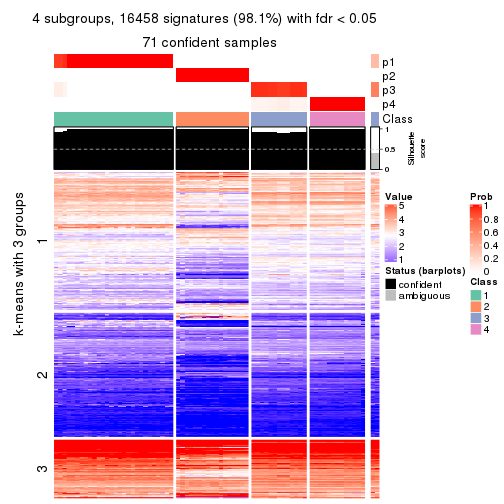 4 subgroups, 16458 signatures (98.1%) with fdr < 0.05
71 confident samples
p1
p2
p3
p4
Class
1
0.5
0
Silhouette
score
k-means with 3 groups
1
2
3
Value
5
4
3
2
1
Status (barplots)
confident
ambiguous
Prob
1
0.8
0.6
0.4
0.2
0
Class
1
2
3
4